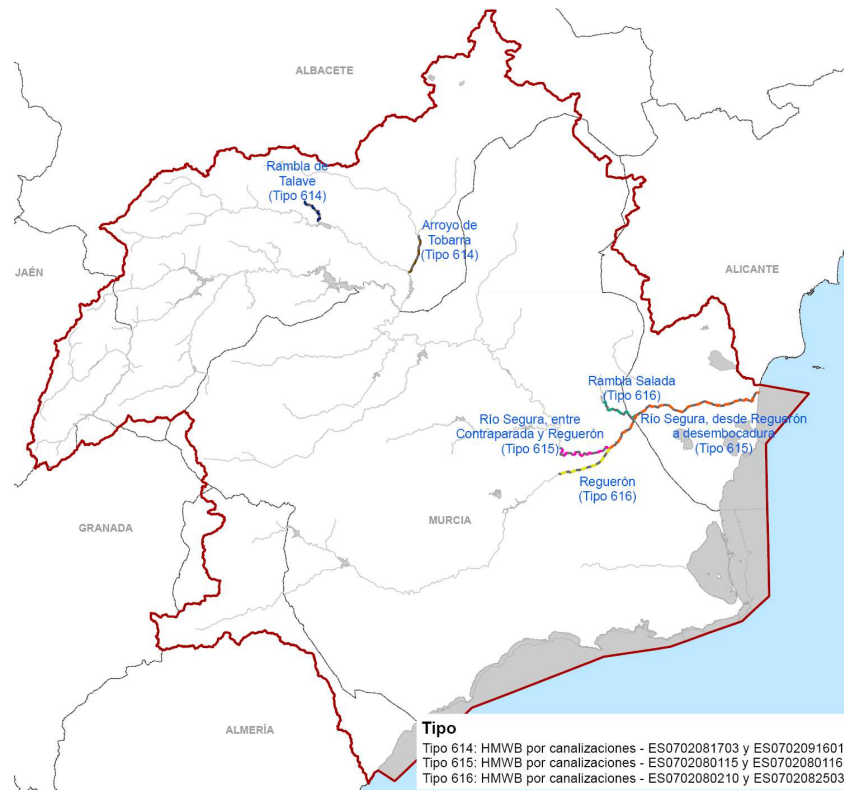 ALBACETE
Rambla de
Talave
(Tipo 614)
Arroyo de
Tobarra
(Tipo 614)
JAÉN
ALICANTE
Rambla Salada
(Tipo 616)
Río Segura, entre
Contraparada y Reguerón
(Tipo 615)
Río Segura, desde Reguerón
a desembocadura
(Tipo 615)
Reguerón
(Tipo 616)
GRANADA
MURCIA
ALMERÍA
Tipo
Tipo 614: HMWB por canalizaciones - ES0702081703 y ES0702091601
Tipo 615: HMWB por canalizaciones - ES0702080115 y ES0702080116
Tipo 616: HMWB por canalizaciones - ES0702080210 y ES0702082503